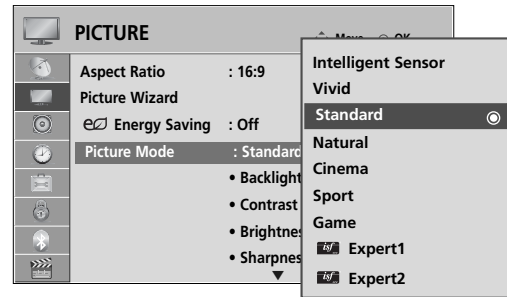 PICTURE
Move OK
Aspect Ratio : 16:9
Picture Wizard
Energy Saving : Off
Picture Mode : Standard
• Backlight
• Contrast
• Brightnes
• Sharpnes
Intelligent Sensor
Vivid
Standard
Natural
Cinema
Sport
Game
isf Expert1
isf Expert2